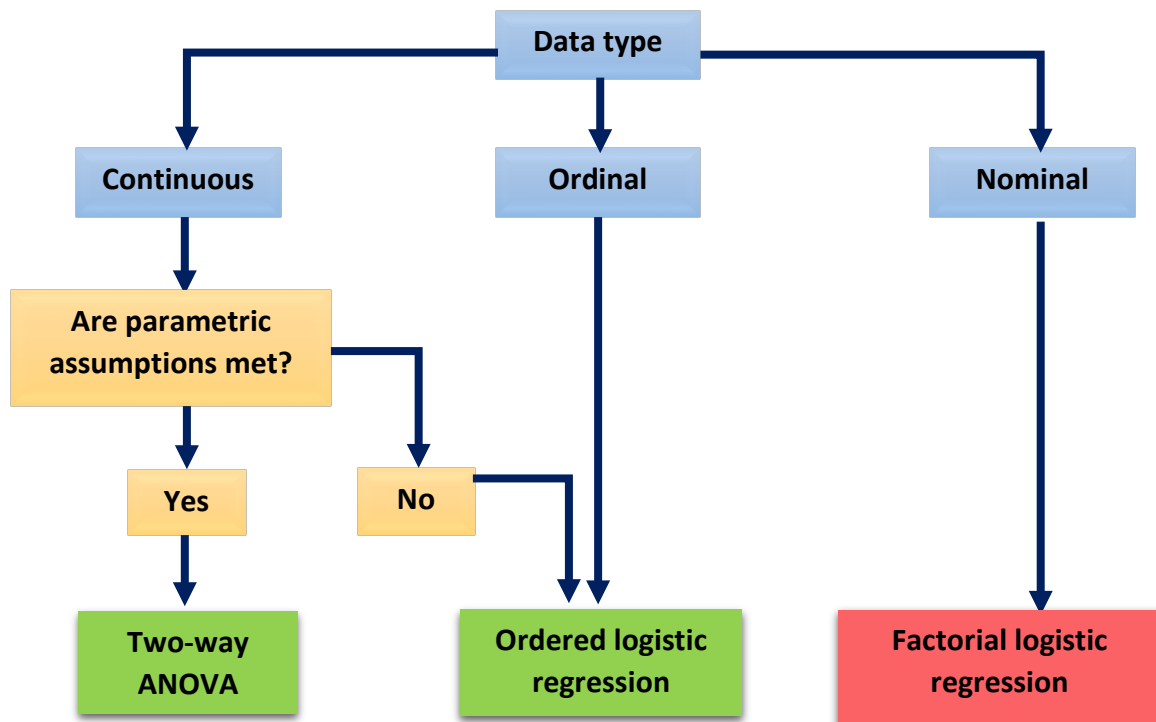 Data type
Continuous
Ordinal
Nominal
Are parametric
assumptions met?
Yes
No
Two-way
ANOVA
Ordered logistic
regression
Factorial logistic
regression